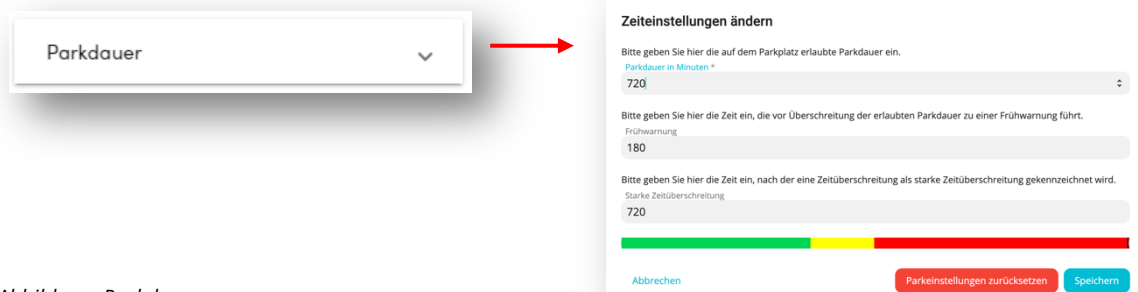 Parkdauer
Zeiteinstellungen ändern
Bitte geben Sie hier die auf dem Parkplatz erlaubte Parkdauer ein.
Parkdauer in Minuten *
720
Bitte geben Sie hier die Zeit ein, die vor Überschreitung der erlaubten Parkdauer zu einer Frühwarnung führt.
Frühwarnung
180
Bitte geben Sie hier die Zeit ein, nach der eine Zeitüberschreitung als starke Zeitüberschreitung gekennzeichnet wird.
Starke Zeitüberschreitung
720
Abbrechen
Parkeinstellungen zurücksetzen
Speichern